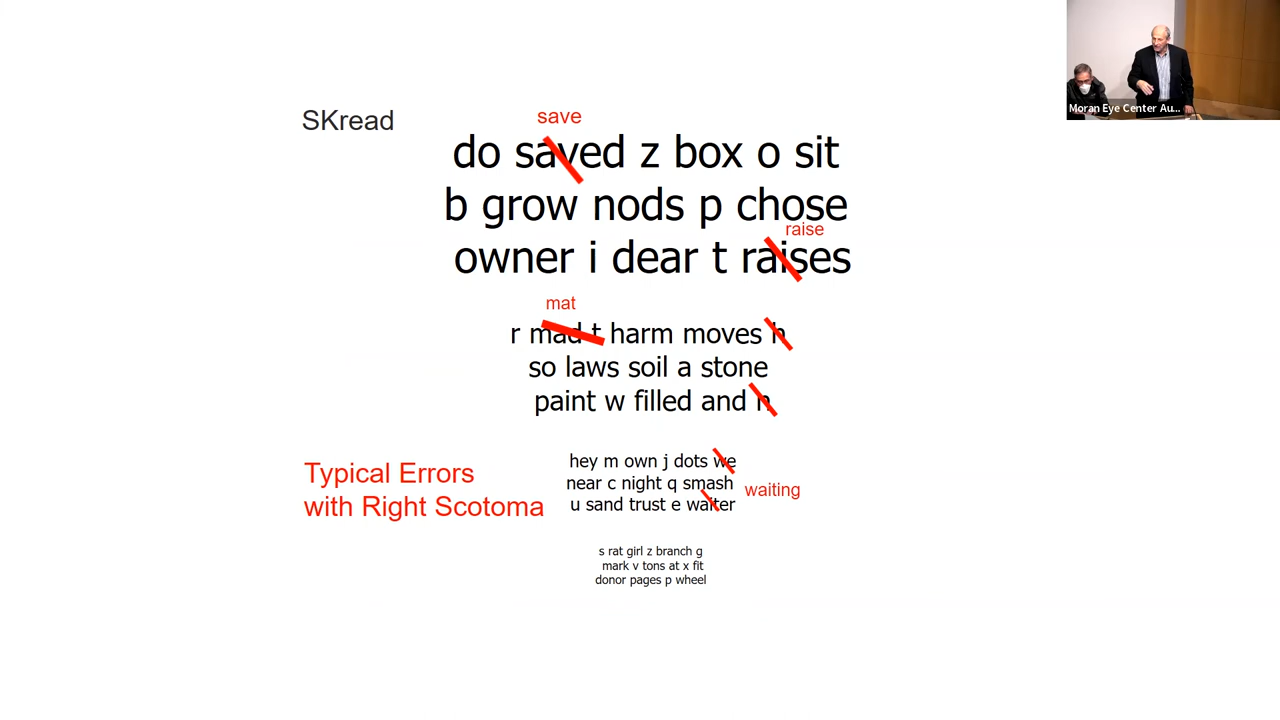 SKread
save
do saved z box o sit
b grow nods p chose
raise
owner i dear t raises
mat
r mad t harm moves h
so laws soil a stone
paint w filled and h
Typical Errors
with Right Scotoma
hey m own j dots we
near c night q smash
waiting
u sand trust e waiter
s rat girl z branch g
mark v tons at x fit
donor pages p wheel
Moran Eye Center Au...